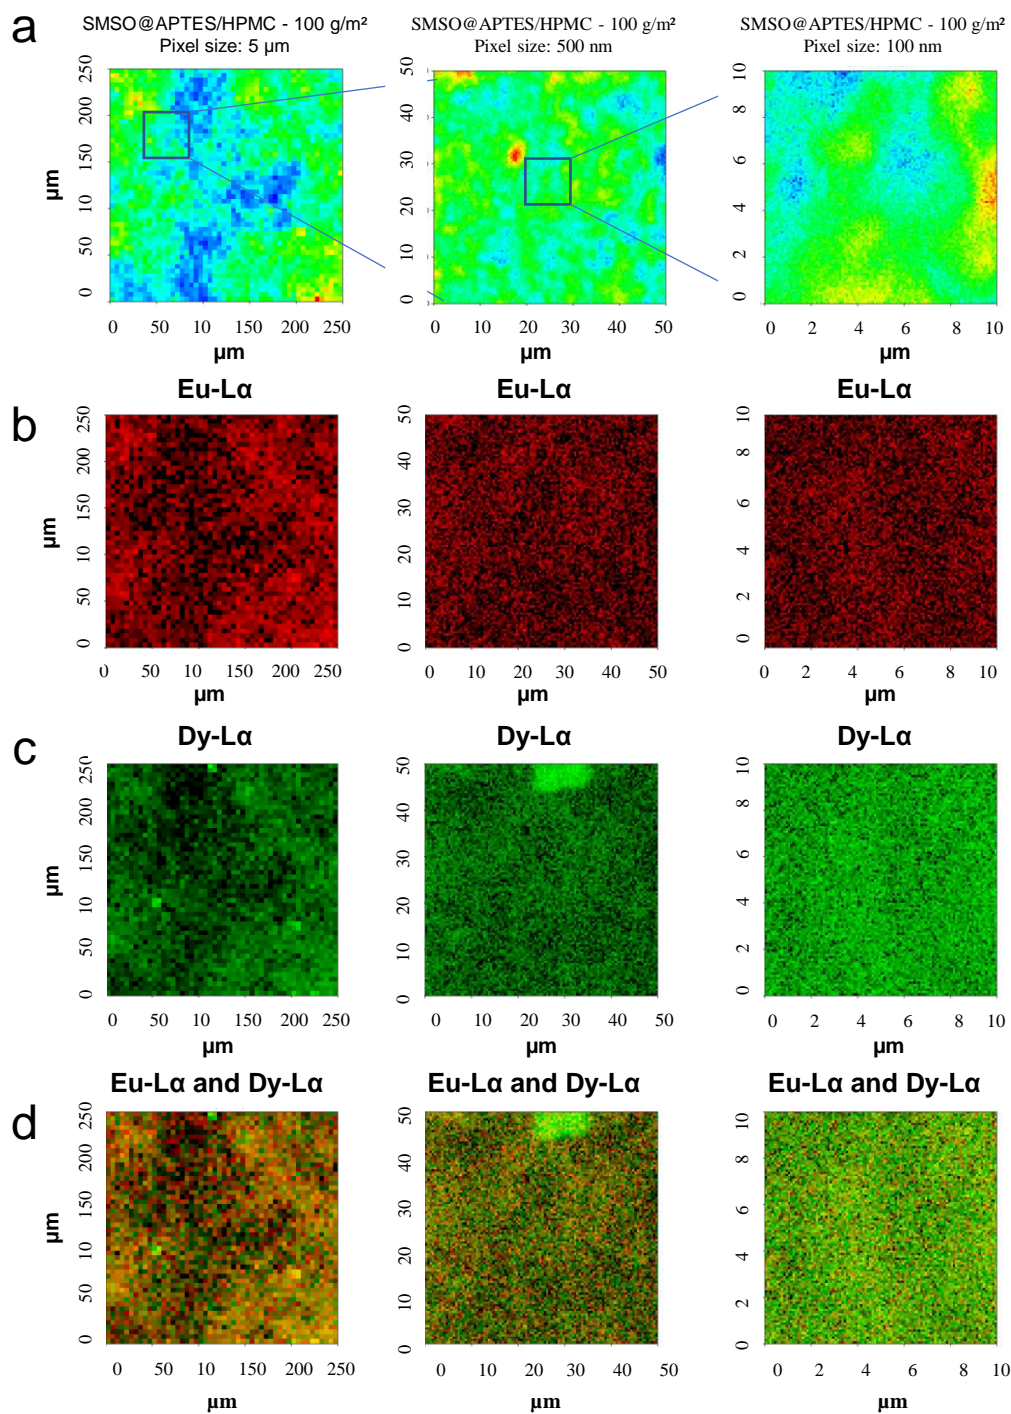 a
SMSO@APTES/HPMC - 100 g/m²
Pixel size: 5 µm
SMSO@APTES/HPMC - 100 g/m²
Pixel size: 500 nm
SMSO@APTES/HPMC - 100 g/m²
Pixel size: 100 nm
µm
250
200
150
10
50
0
0 50 10 150 200 250
µm
50
40
30
20
10
0
0 10 20 30 40 50
µm
10
8
6
4
2
0
0 2 4 6 8 10
µm
b
Eu-Lα
Eu-Lα
Eu-Lα
µm
250
200
150
10
50
0
0 50 10 150 200 250
µm
50
40
30
20
10
0
0 10 20 30 40 50
µm
10
8
6
4
2
0
0 2 4 6 8 10
µm
c
Dy-Lα
Dy-Lα
Dy-Lα
µm
250
200
150
10
50
0
0 50 10 150 200 250
µm
50
40
30
20
10
0
0 10 20 30 40 50
µm
10
8
6
4
2
0
0 2 4 6 8 10
µm
d
Eu-Lα and Dy-Lα
Eu-Lα and Dy-Lα
Eu-Lα and Dy-Lα
µm
250
200
150
10
50
0
0 50 10 150 200 250
µm
50
40
30
20
10
0
0 10 20 30 40 50
µm
10
8
6
4
2
0
0 2 4 6 8 10
µm